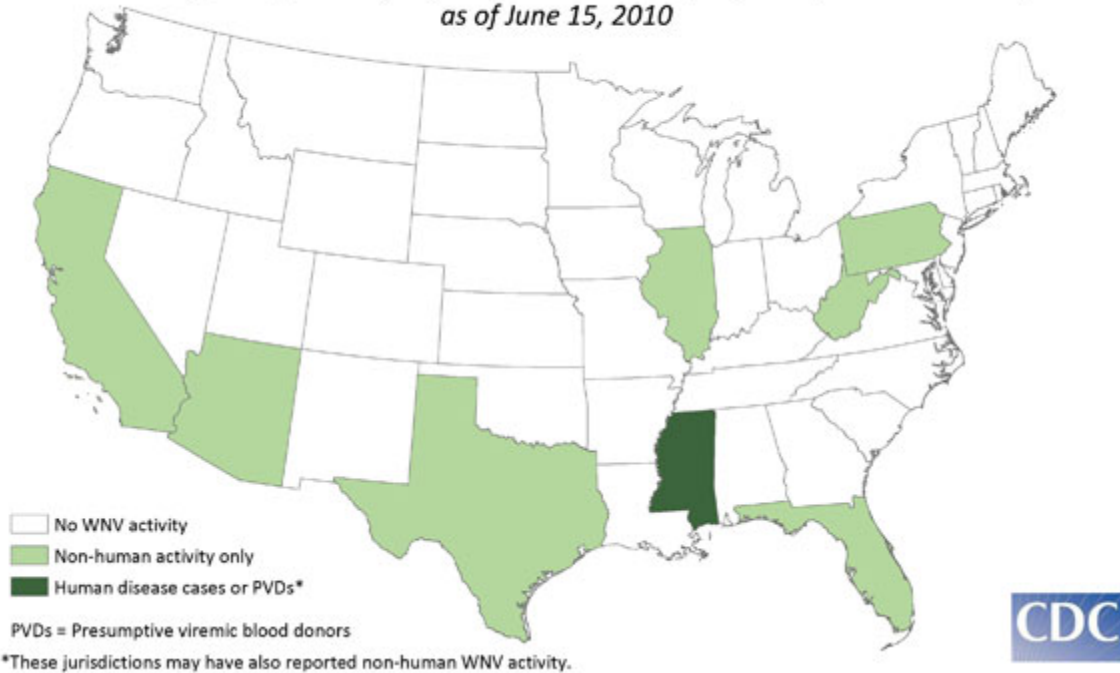 as of June 15, 2010
No WNV activity
Non-human activity only
Human disease cases or PVDs*
PVDs = Presumptive viremic blood donors
*These jurisdictions may have also reported non-human WNV activity.
CDC